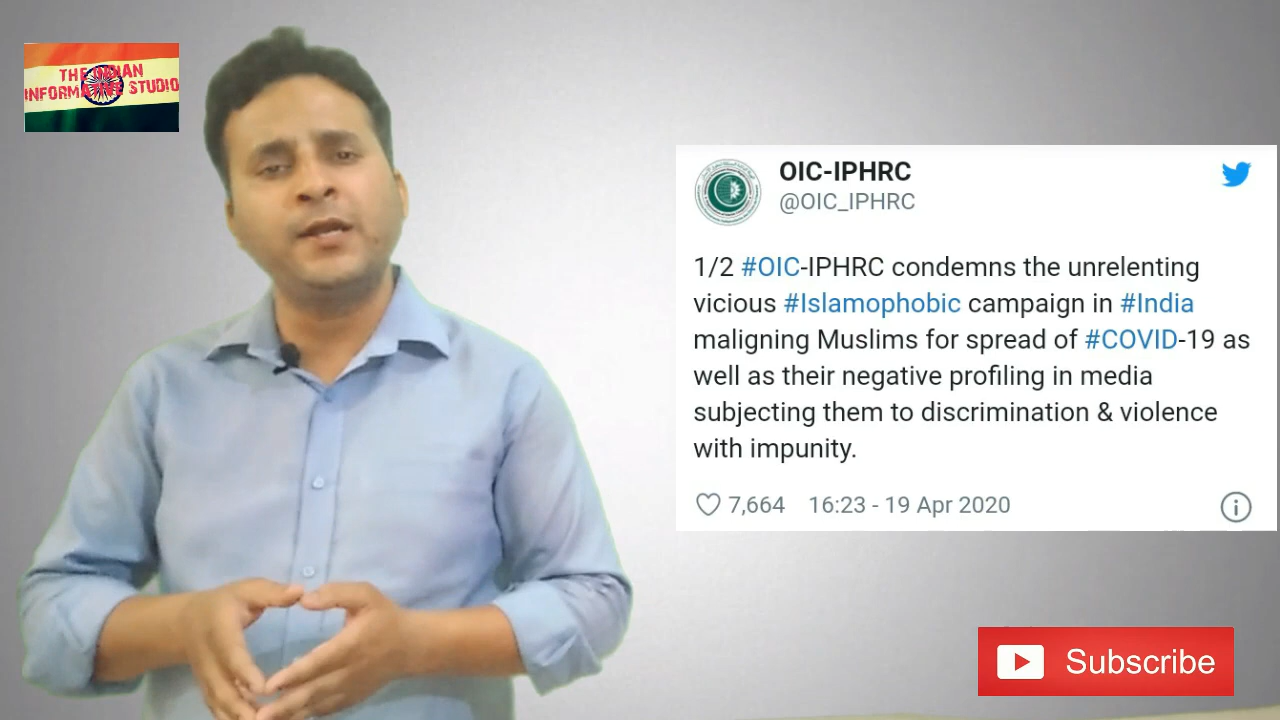 THE INDIAN
INFORMATIVE STUDIO
OIC-IPHRC
@OIC_IPHRC
1/2 #OIC-IPHRC condemns the unrelenting
vicious #Islamophobic campaign in #India
maligning Muslims for spread of #COVID-19 as
well as their negative profiling in media
subjecting them to discrimination & violence
with impunity.
7,664 16:23 - 19 Apr 2020
Subscribe